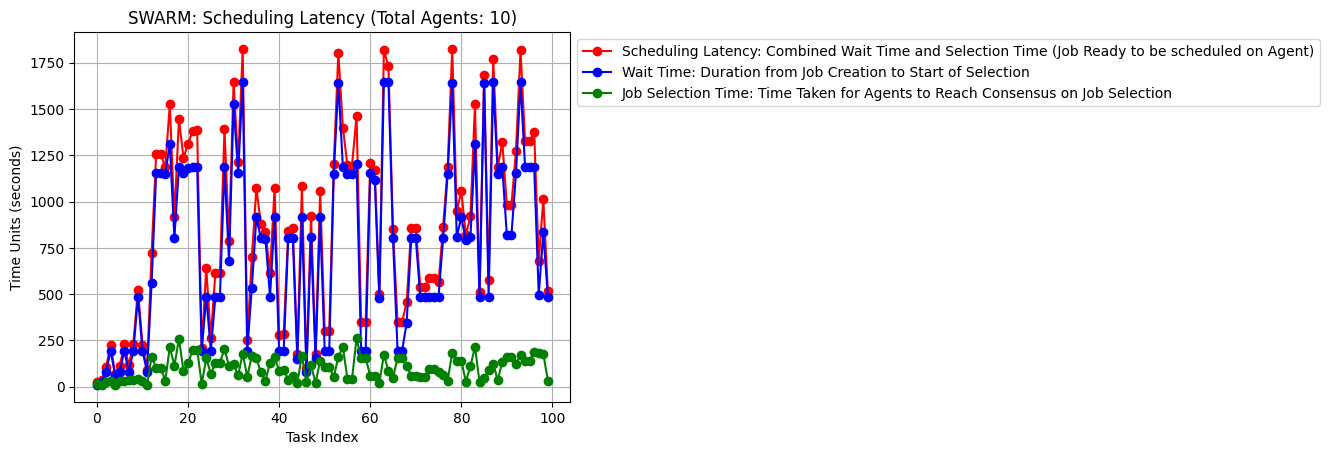 SWARM: Scheduling Latency (Total Agents: 10)
Scheduling Latency: Combined Wait Time and Selection Time (Job Ready to be scheduled on Agent)
Wait Time: Duration from Job Creation to Start of Selection
Job Selection Time: Time Taken for Agents to Reach Consensus on Job Selection
Time Units (seconds)
1750
1500
1250
1000
750
500
250
0
0 20 40 60 80 100
Task Index